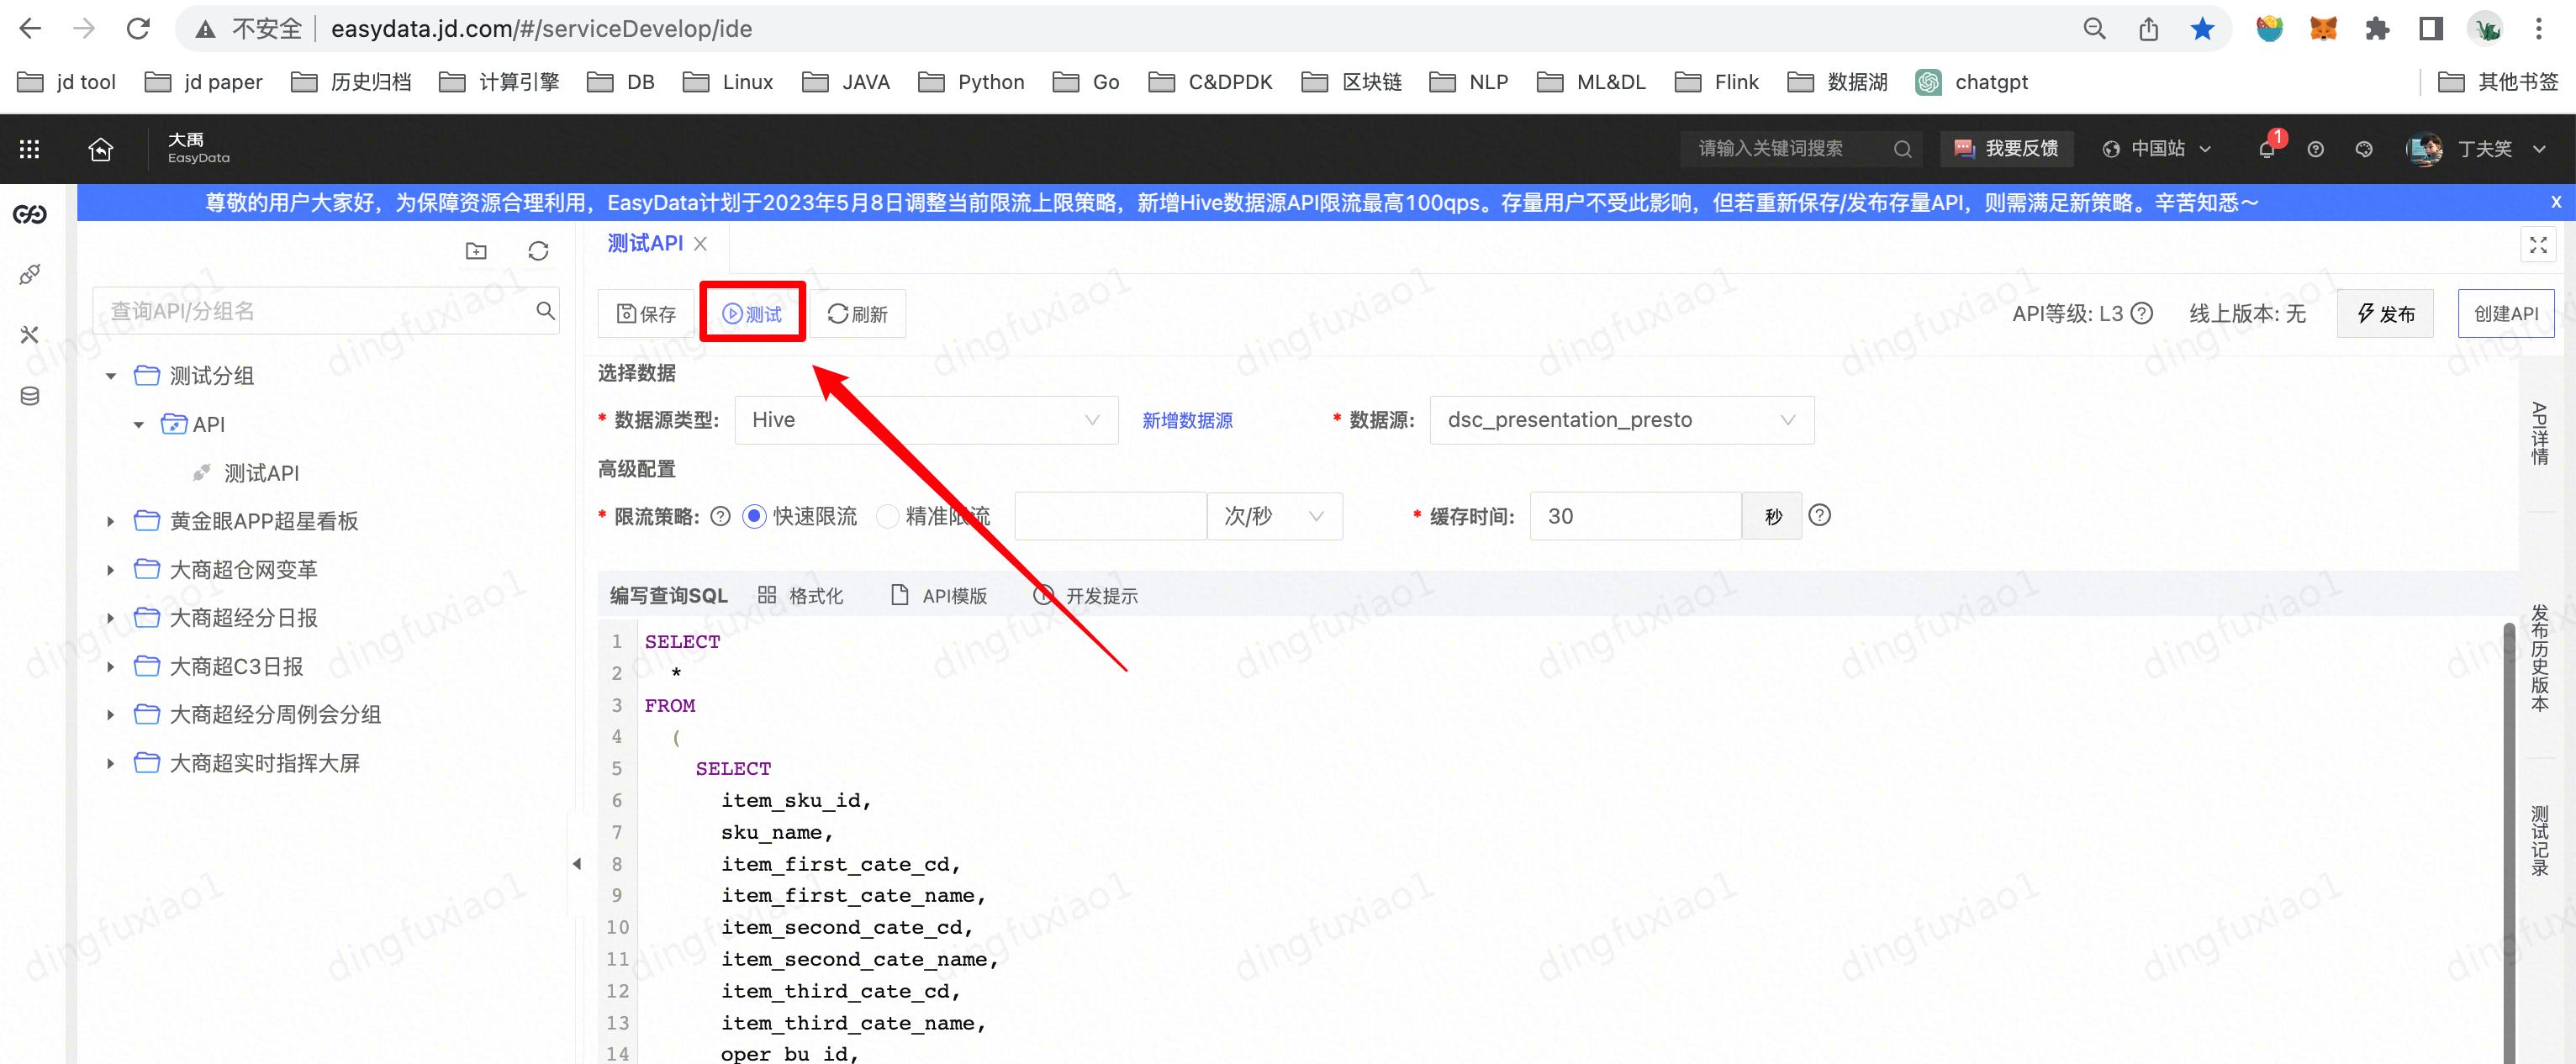 不安全 easydata.jd.com/#/serviceDevelop/ide
jd tool jd paper 历史归档 计算引擎 DB Linux JAVA Python Go C&DPDK 区块链 NLP ML&DL Flink 数据湖 chatgpt 其他书签
大禹
EasyData
请输入关键词搜索 我要反馈 中国站 1 丁夫笑
尊敬的用户大家好，为保障资源合理利用，EasyData计划于2023年5月8日调整当前限流上限策略，新增Hive数据源API限流最高100qps。存量用户不受此影响，但若重新保存/发布存量API，则需满足新策略。辛苦知悉～ x
查询API/分组名
测试分组
API
测试API
黄金眼APP超星看板
大商超仓网变革
大商超经分日报
大商超C3日报
大商超经分周例会分组
大商超实时指挥大屏
测试API
保存 测试 刷新 API等级: L3 线上版本: 无 发布 创建API
选择数据
* 数据源类型: Hive 新增数据源 * 数据源: dsc_presentation_presto
高级配置
* 限流策略: 快速限流 精准限流 次/秒 * 缓存时间: 30 秒
编写查询SQL 格式化 API模版 开发提示
1 SELECT
2 *
3 FROM
4 (
5 SELECT
6 item_sku_id,
7 sku_name,
8 item_first_cate_cd,
9 item_first_cate_name,
10 item_second_cate_cd,
11 item_second_cate_name,
12 item_third_cate_cd,
13 item_third_cate_name,
14 oper_bu_id,
API详情
发布历史版本
测试记录
dingfuxiao1